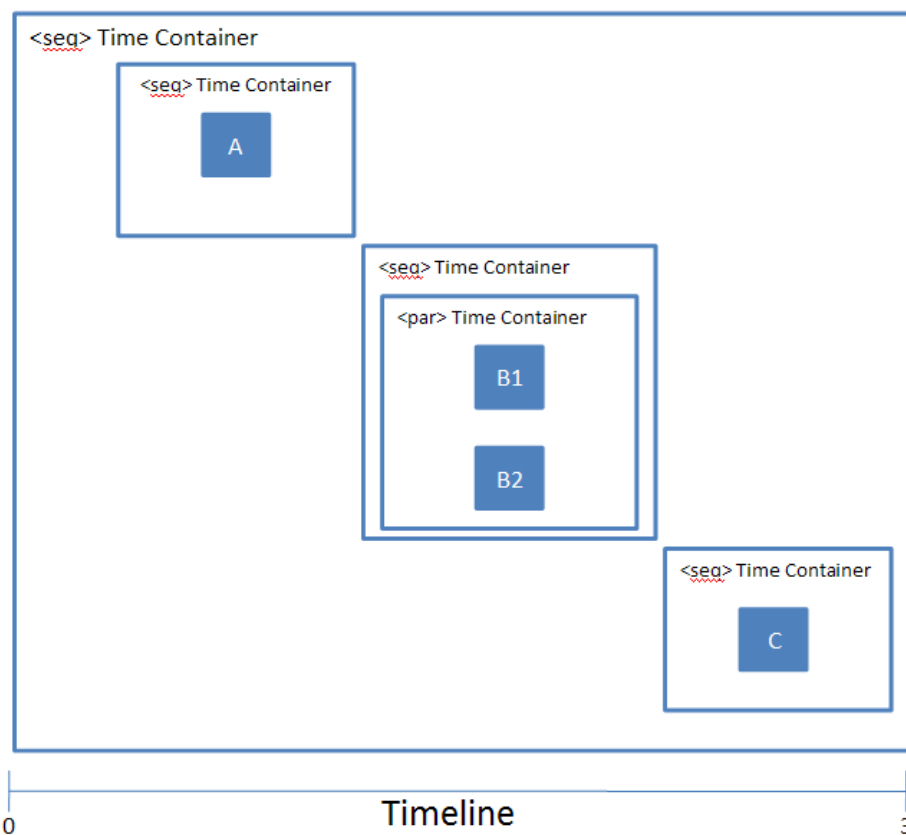 <seq> Time Container
<seq> Time Container
A
<seq> Time Container
<par> Time Container
B1
B2
<seq> Time Container
C
Timeline
0
3